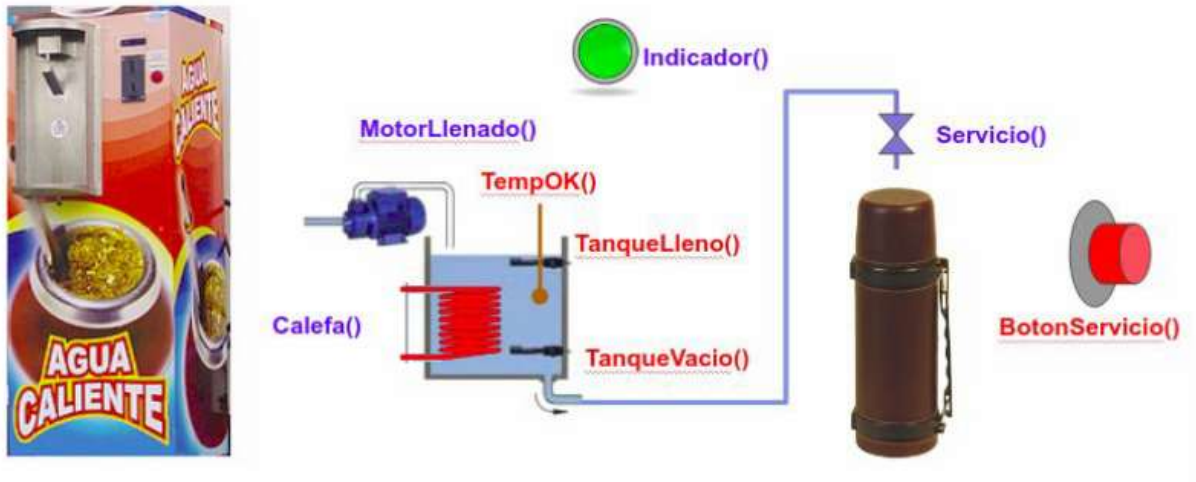 AGUA
CALIENTE
AGUA
CALIENTE
Indicador()
MotorLlenado()
Servicio()
TempOK()
TanqueLleno()
Calefa()
TanqueVacio()
BotonServicio()